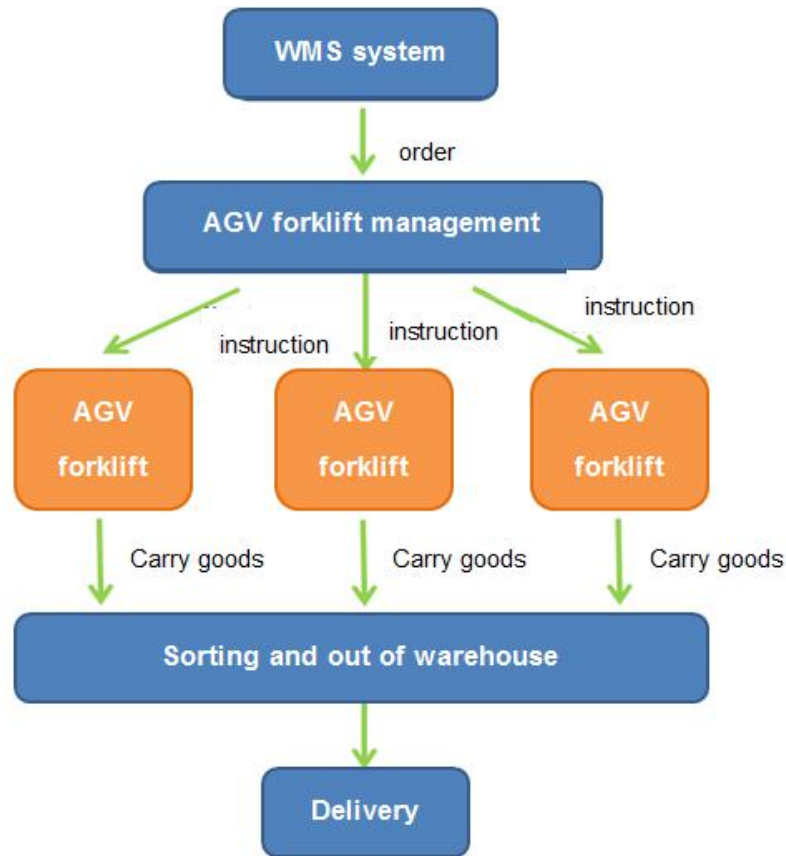 WMS system
order
AGV forklift management
instruction
instruction
instruction
AGV
forklift
AGV
forklift
AGV
forklift
Carry goods
Carry goods
Carry goods
Sorting and out of warehouse
Delivery